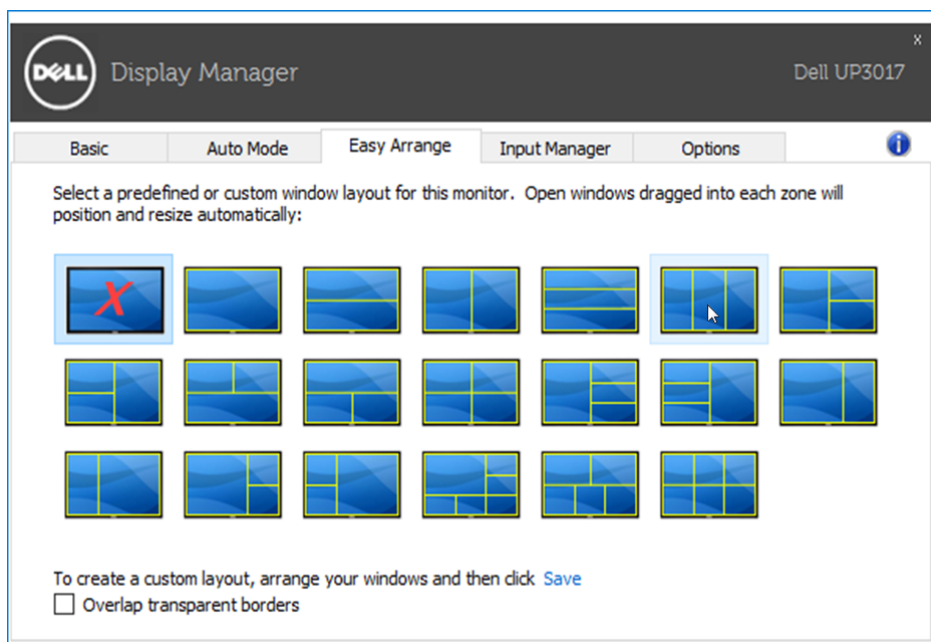 DELL Display Manager
Dell UP3017
x
Basic
Auto Mode
Easy Arrange
Input Manager
Options
i
Select a predefined or custom window layout for this monitor. Open windows dragged into each zone will
position and resize automatically:
X
To create a custom layout, arrange your windows and then click Save
Overlap transparent borders